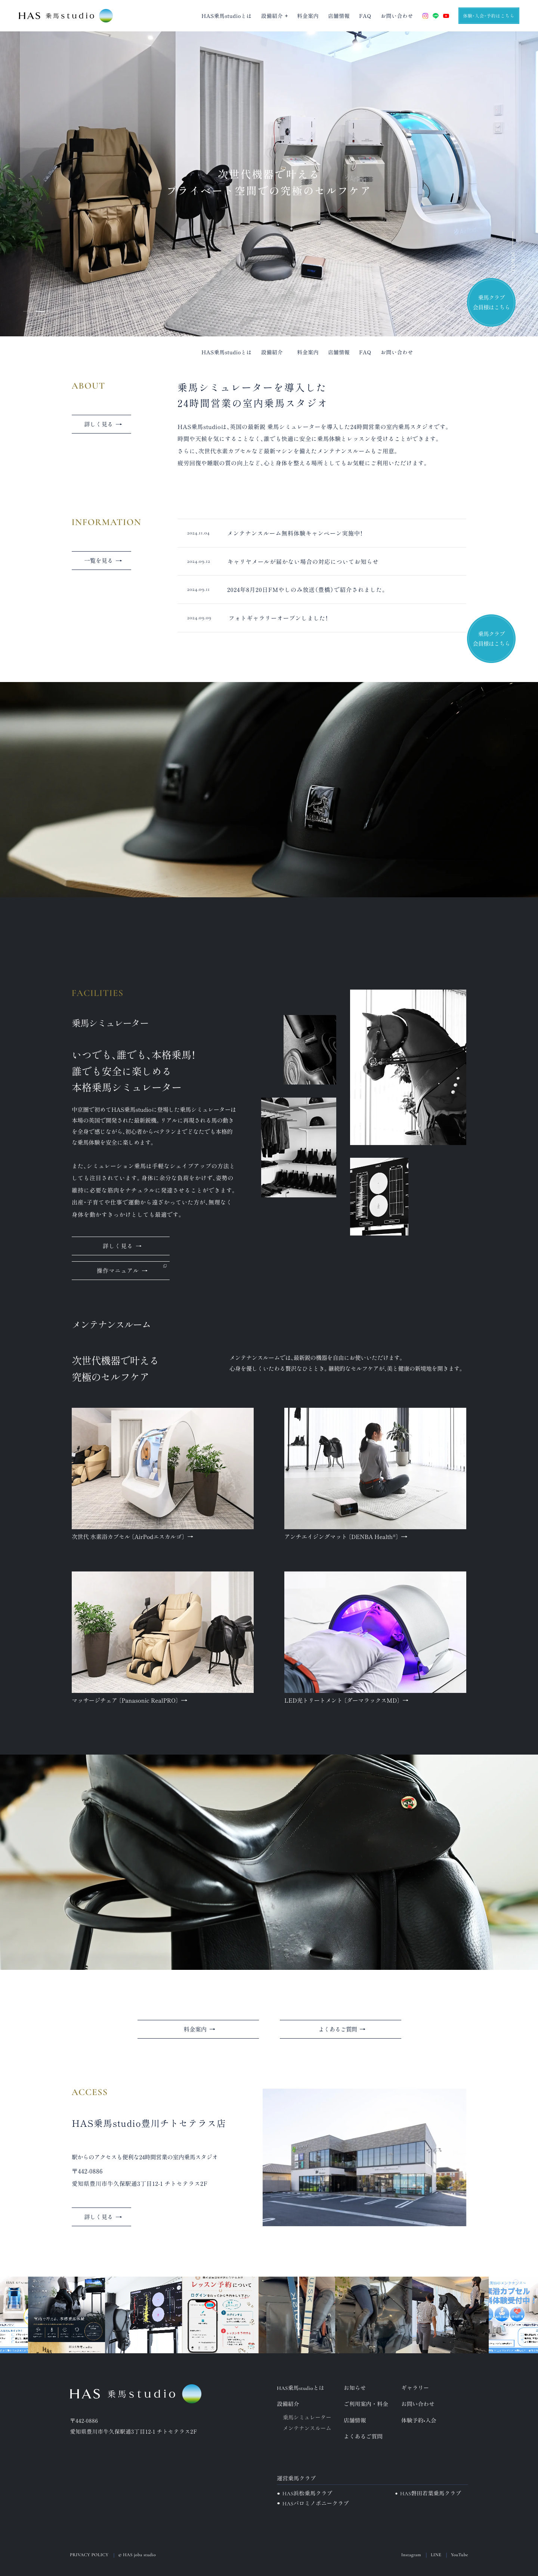 HAS 乗馬studio
HAS乗馬studioとは 設備紹介 + 料金案内 店舗情報 FAQ お問い合わせ
体験・入会・予約はこちら
次世代機器で叶える
プライベート空間での究極のセルフケア
乗馬クラブ
会員様はこちら
HAS乗馬studioとは 設備紹介 料金案内 店舗情報 FAQ お問い合わせ
ABOUT
詳しく見る →
乗馬シミュレーターを導入した
24時間営業の室内乗馬スタジオ
HAS乗馬studioは、英国の最新鋭 乗馬シミュレーターを導入した24時間営業の室内乗馬スタジオです。
時間や天候を気にすることなく、誰でも快適に安全に乗馬体験とレッスンを受けることができます。
さらに、次世代水素カプセルなど最新マシンを備えたメンテナンスルームもご用意。
疲労回復や睡眠の質の向上など、心と身体を整える場所としてもお気軽にご利用いただけます。
INFORMATION
一覧を見る →
2024.11.04 メンテナンスルーム無料体験キャンペーン実施中!
2024.09.12 キャリヤメールが届かない場合の対応についてお知らせ
2024.09.11 2024年8月20日FMやしのみ放送(豊橋)で紹介されました。
2024.09.09 フォトギャラリーオープンしました!
乗馬クラブ
会員様はこちら
FACILITIES
乗馬シミュレーター
いつでも、誰でも、本格乗馬!
誰でも安全に楽しめる
本格乗馬シミュレーター
中京圏で初めてHAS乗馬studioに登場した乗馬シミュレーターは
本場の英国で開発された最新鋭機。リアルに再現される馬の動き
を全身で感じながら、初心者からベテランまでどなたでも本格的
な乗馬体験を安全に楽しめます。
また、シミュレーション乗馬は手軽なシェイプアップの方法と
しても注目されています。身体に余分な負荷をかけず、姿勢の
維持に必要な筋肉をナチュラルに発達させることができます。
出産・子育てや仕事で運動から遠ざかっていた方が、無理なく
身体を動かすきっかけとしても最適です。
詳しく見る →
操作マニュアル →
メンテナンスルーム
次世代機器で叶える
究極のセルフケア
メンテナンスルームでは、最新鋭の機器を自由にお使いいただけます。
心身を優しくいたわる贅沢なひととき。継続的なセルフケアが、美と健康の新境地を開きます。
次世代 水素浴カプセル [AirPodエスカルゴ] →
アンチエイジングマット [DENBA Health®] →
マッサージチェア [Panasonic RealPRO] →
LED光トリートメント [ダーマラックスMD] →
料金案内 →
よくあるご質問 →
ACCESS
HAS乗馬studio豊川チトセテラス店
駅からのアクセスも便利な24時間営業の室内乗馬スタジオ
〒442-0886
愛知県豊川市牛久保駅通3丁目12-1 チトセテラス2F
詳しく見る →
レッスン予約について
HAS 乗馬studio
〒442-0886
愛知県豊川市牛久保駅通3丁目12-1 チトセテラス2F
HAS乗馬studioとは
設備紹介
乗馬シミュレーター
メンテナンスルーム
お知らせ
ご利用案内・料金
店舗情報
よくあるご質問
ギャラリー
お問い合わせ
体験予約・入会
運営乗馬クラブ
HAS浜松乗馬クラブ
HAS磐田若葉乗馬クラブ
HASパロミノポニークラブ
PRIVACY POLICY | © HAS joba studio
Instagram | LINE | YouTube